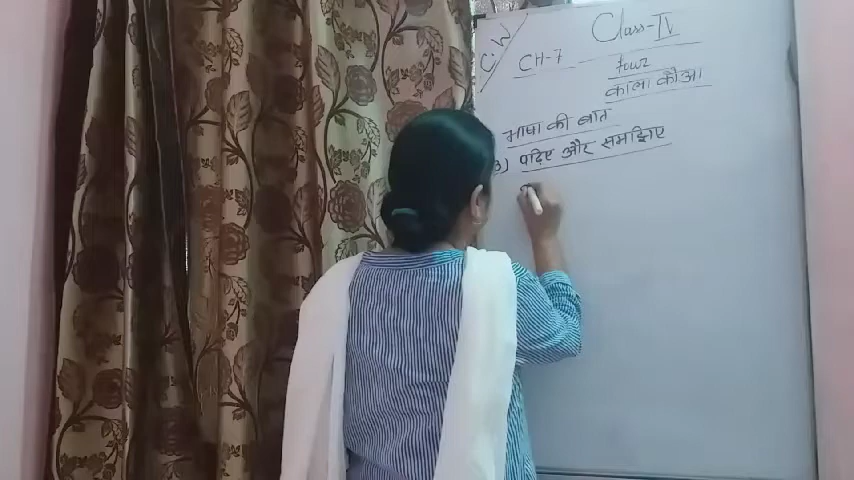 C.W
Class-IV
CH-7
four
काला कौआ
भाषा की बात
3) पढ़िए और समझिए